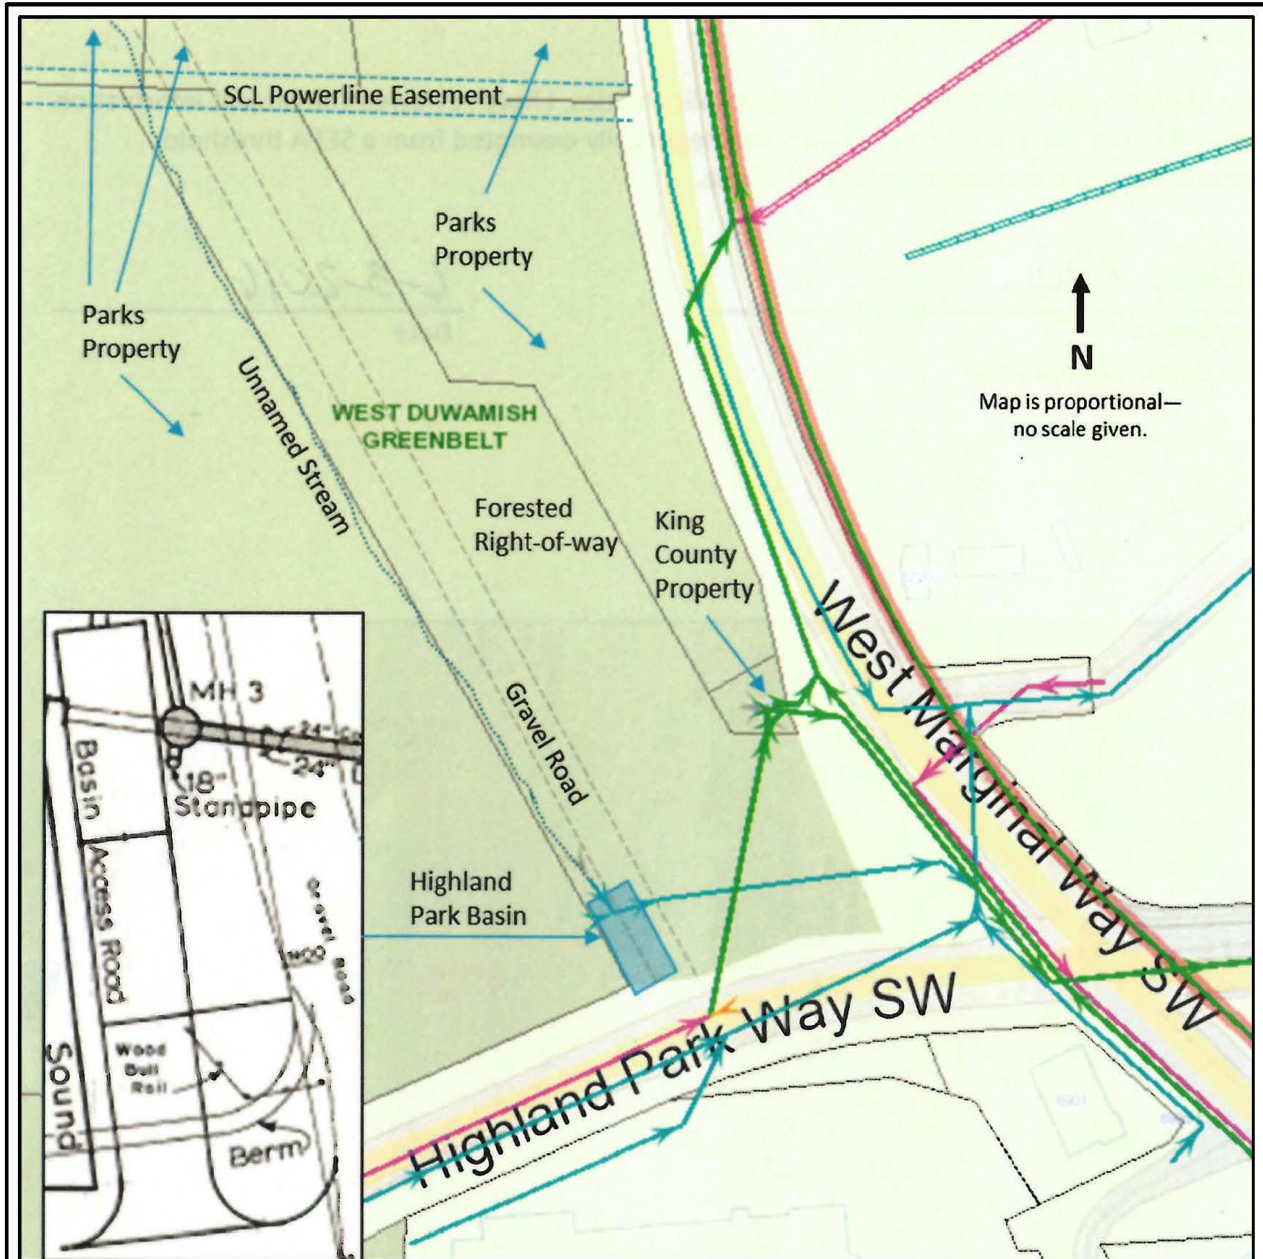 SCL Powerline Easement
Parks
Property
Parks
Property
N
Map is proportional—
no scale given.
Unnamed Stream
WEST DUWAMISH
GREENBELT
Forested
Right-of-way
King
County
Property
West Marginal Way SW
Gravel Road
Highland
Park Basin
Highland Park Way SW
MH 3
24"
24"
18"
Standpipe
Basin
Access Road
Gravel Road
Wood
Bull
Rail
Sound
Berm
6901